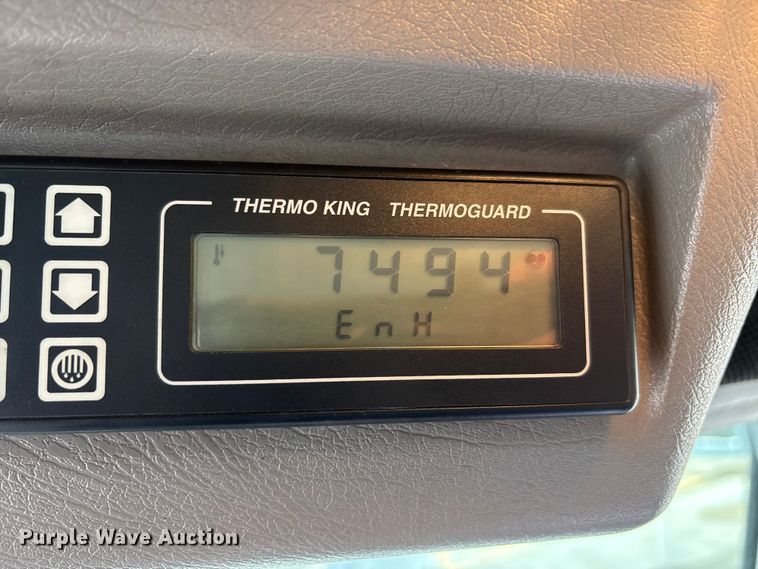 THERMO KING THERMOGUARD
7494
EnH
Purple Wave Auction